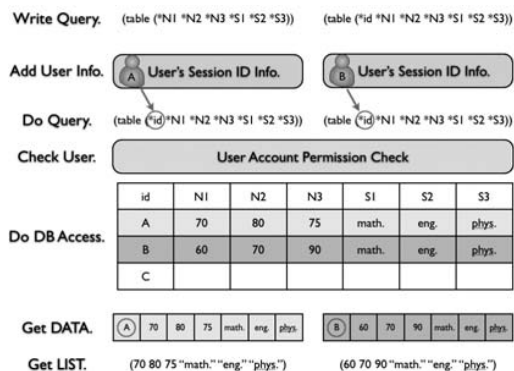 Write Query. (table (*N1 *N2 *N3 *S1 *S2 *S3)) (table (*id *N1 *N2 *N3 *S1 *S2 *S3))
Add User Info. A User's Session ID Info. B User's Session ID Info.
Do Query. (table (*id *N1 *N2 *N3 *S1 *S2 *S3)) (table (*id *N1 *N2 *N3 *S1 *S2 *S3))
Check User. User Account Permission Check
id N1 N2 N3 S1 S2 S3
A 70 80 75 math. eng. phys.
Do DB Access.
B 60 70 90 math. eng. phys.
C
Get DATA. A 70 80 75 math. eng. phys. B 60 70 90 math. eng. phys.
Get LIST. (70 80 75 "math." "eng." "phys.") (60 70 90 "math." "eng." "phys.")